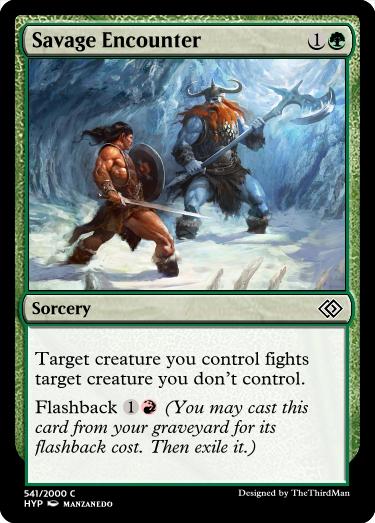 Savage Encounter 1
Sorcery
Target creature you control fights
target creature you don't control.
Flashback 1 (You may cast this
card from your graveyard for its
flashback cost. Then exile it.)
541/2000 C
HYP MANZANEDO
Designed by TheThirdMan